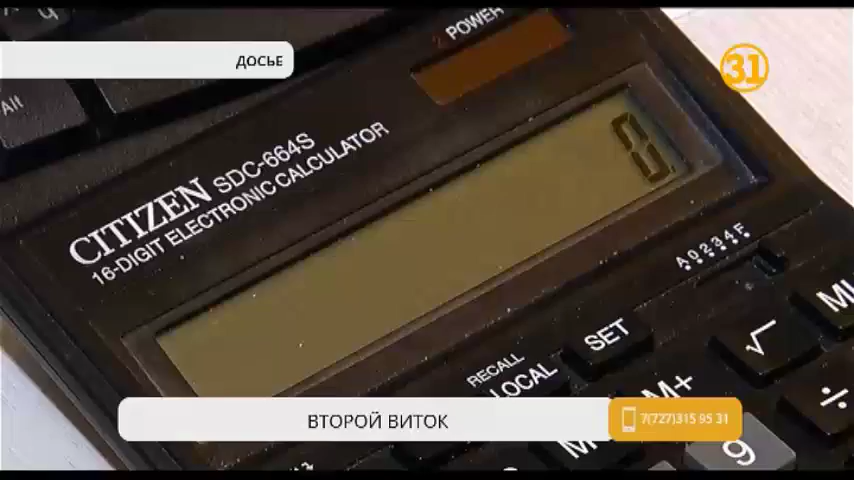 POWER
ДОСЬЕ
31
Alt
CITIZEN SDC-664S
16-DIGIT ELECTRONIC CALCULATOR
0.
A 0 2 3 4 F
RECALL
LOCAL
SET
√
M+
÷
9
ВТОРОЙ ВИТОК
7(727)315 95 31